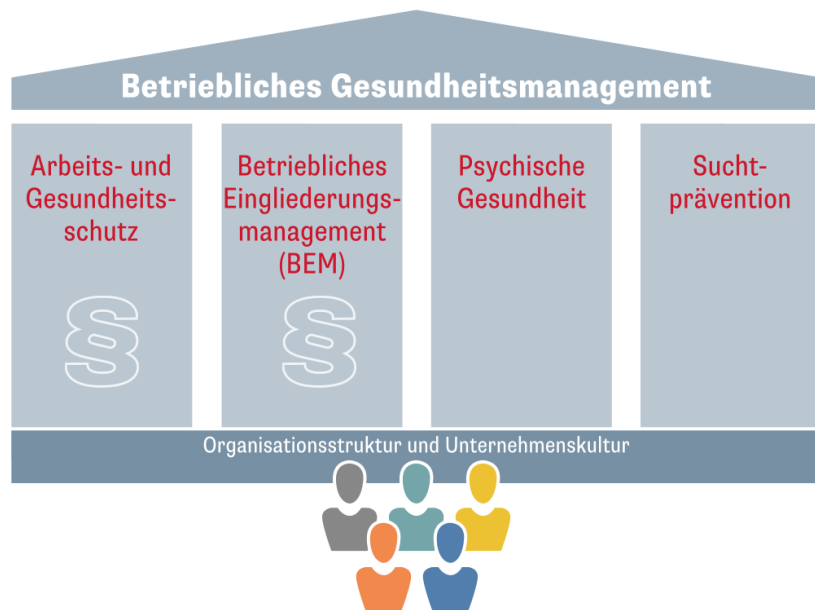 Betriebliches Gesundheitsmanagement
Arbeits- und
Gesundheits-
schutz
§
Betriebliches
Eingliederungs-
management
(BEM)
§
Psychische
Gesundheit
Sucht-
prävention
Organisationsstruktur und Unternehmenskultur